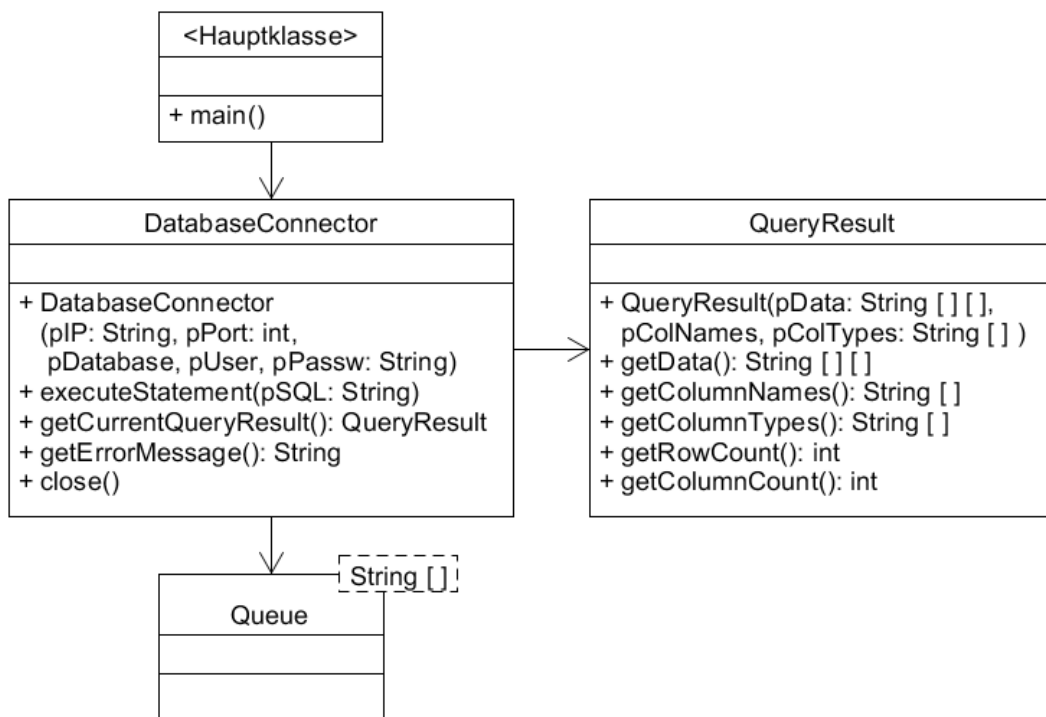 <Hauptklasse>
+ main()
DatabaseConnector
+ DatabaseConnector
(pIP: String, pPort: int,
pDatabase, pUser, pPassw: String)
+ executeStatement(pSQL: String)
+ getCurrentQueryResult(): QueryResult
+ getErrorMessage(): String
+ close()
QueryResult
+ QueryResult(pData: String [ ] [ ],
pColNames, pColTypes: String [ ] )
+ getData(): String [ ] [ ]
+ getColumnNames(): String [ ]
+ getColumnTypes(): String [ ]
+ getRowCount(): int
+ getColumnCount(): int
String [ ]
Queue